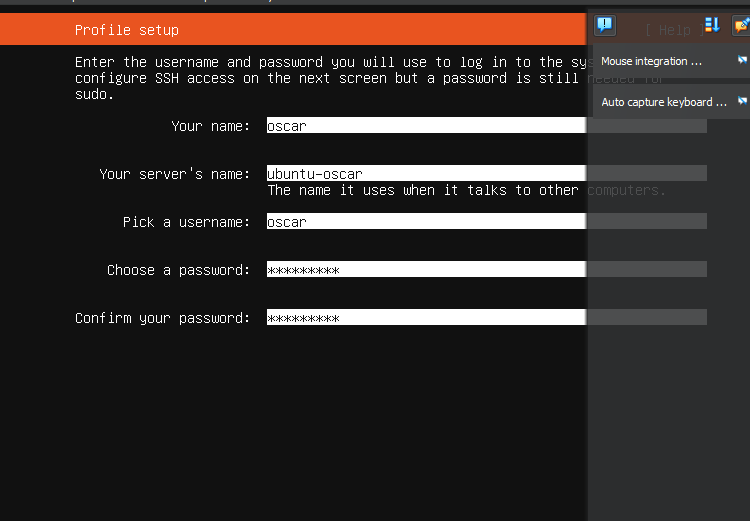 Profile setup
[ Help ]
Enter the username and password you will use to log in to the sys
configure SSH access on the next screen but a password is still needed for
sudo.
Your name: oscar
Your server's name: ubuntu-oscar
The name it uses when it talks to other computers.
Pick a username: oscar
Choose a password: *********
Confirm your password: *********
Mouse integration ...
Auto capture keyboard ...